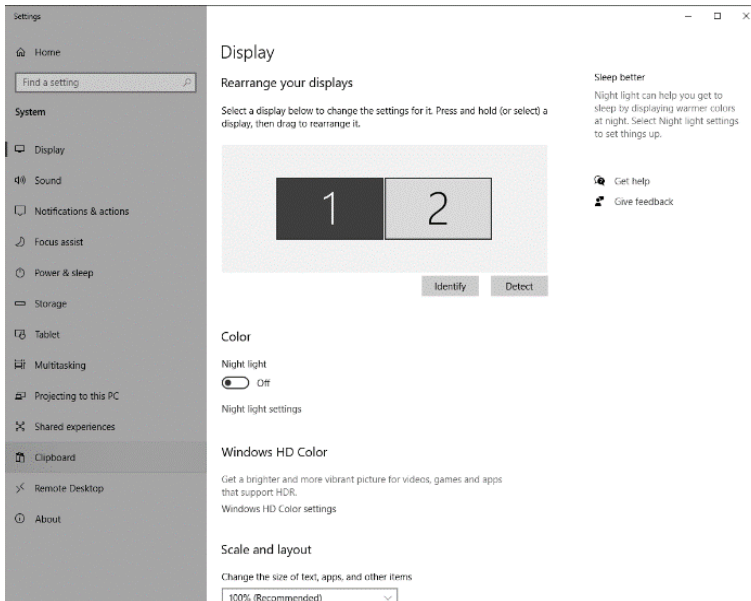 Settings
Home
Find a setting
System
Display
Sound
Notifications & actions
Focus assist
Power & sleep
Storage
Tablet
Multitasking
Projecting to this PC
Shared experiences
Clipboard
Remote Desktop
About
Display
Rearrange your displays
Select a display below to change the settings for it. Press and hold (or select) a
display, then drag to rearrange it.
1
2
Identify
Detect
Color
Night light
Off
Night light settings
Windows HD Color
Get a brighter and more vibrant picture for videos, games and apps
that support HDR.
Windows HD Color settings
Scale and layout
Change the size of text, apps, and other items
100% (Recommended)
Sleep better
Night light can help you get to
sleep by displaying warmer colors
at night. Select Night light settings
to set things up.
Get help
Give feedback